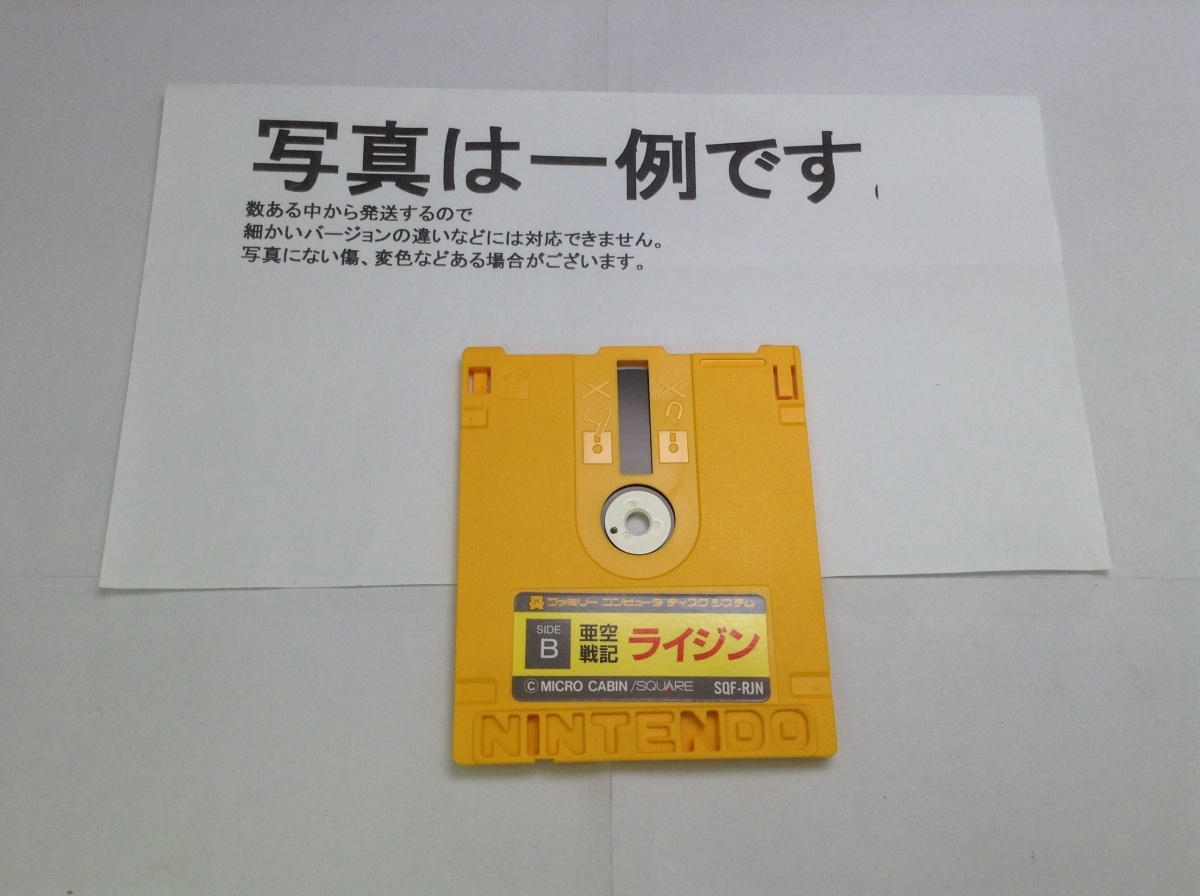 写真は一例です。
数ある中から発送するので
細かいバージョンの違いなどには対応できません。
写真にない傷、変色などある場合がございます。
ファミリー コンピュータ ディスク システム
SIDE B
亜空戦記 ライジン
© MICRO CABIN/SQUARE SQF-RJN
NINTENDO